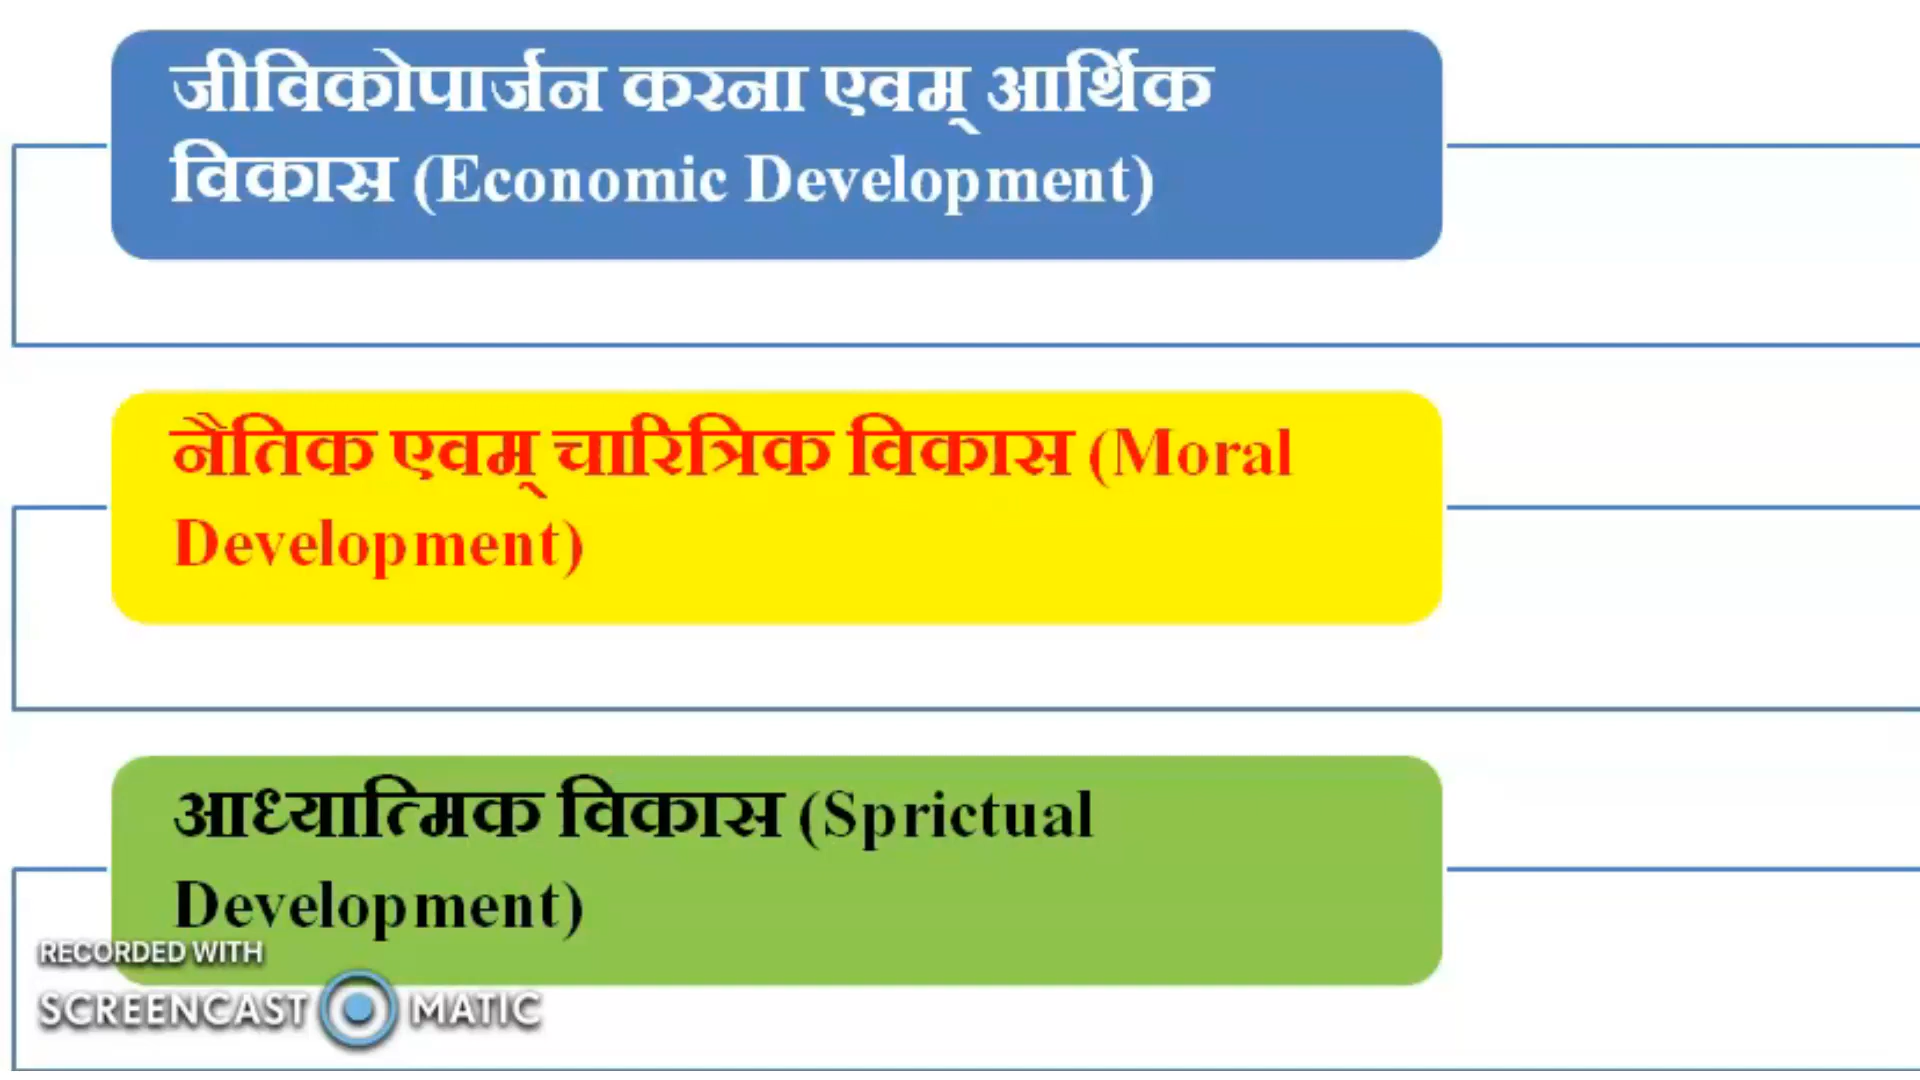 जीविकोपार्जन करना एवम् आर्थिक
विकास (Economic Development)
नैतिक एवम् चारित्रिक विकास (Moral
Development)
आध्यात्मिक विकास (Sprictual
Development)
RECORDED WITH
SCREENCAST MATIC